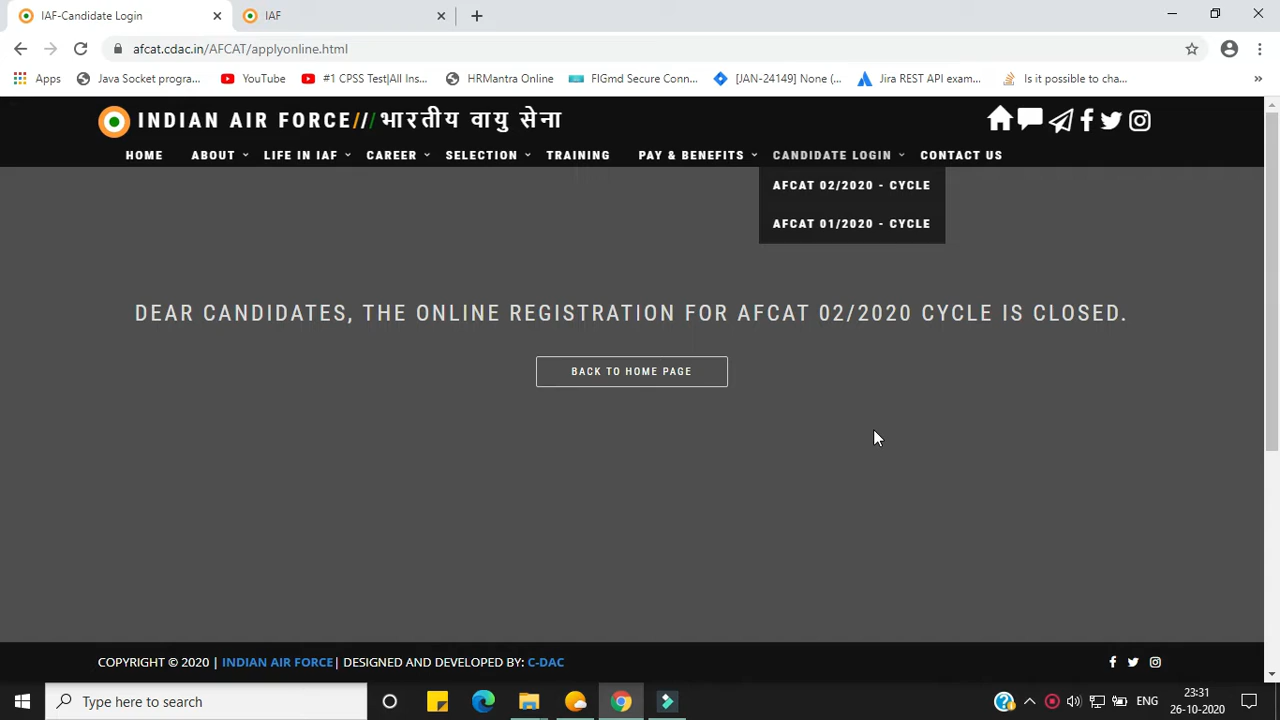 IAF-Candidate Login
IAF
afcat.cdac.in/AFCAT/applyonline.html
Apps
Java Socket progra...
YouTube
#1 CPSS Test|All Ins...
HRMantra Online
FIGmd Secure Conn...
[JAN-24149] None (...
Jira REST API exam...
Is it possible to cha...
»
INDIAN AIR FORCE///भारतीय वायु सेना
HOME ABOUT LIFE IN IAF CAREER SELECTION TRAINING PAY & BENEFITS CANDIDATE LOGIN CONTACT US
AFCAT 02/2020 - CYCLE
AFCAT 01/2020 - CYCLE
DEAR CANDIDATES, THE ONLINE REGISTRATION FOR AFCAT 02/2020 CYCLE IS CLOSED.
BACK TO HOME PAGE
COPYRIGHT © 2020 | INDIAN AIR FORCE| DESIGNED AND DEVELOPED BY: C-DAC
Type here to search
ENG
23:31
26-10-2020